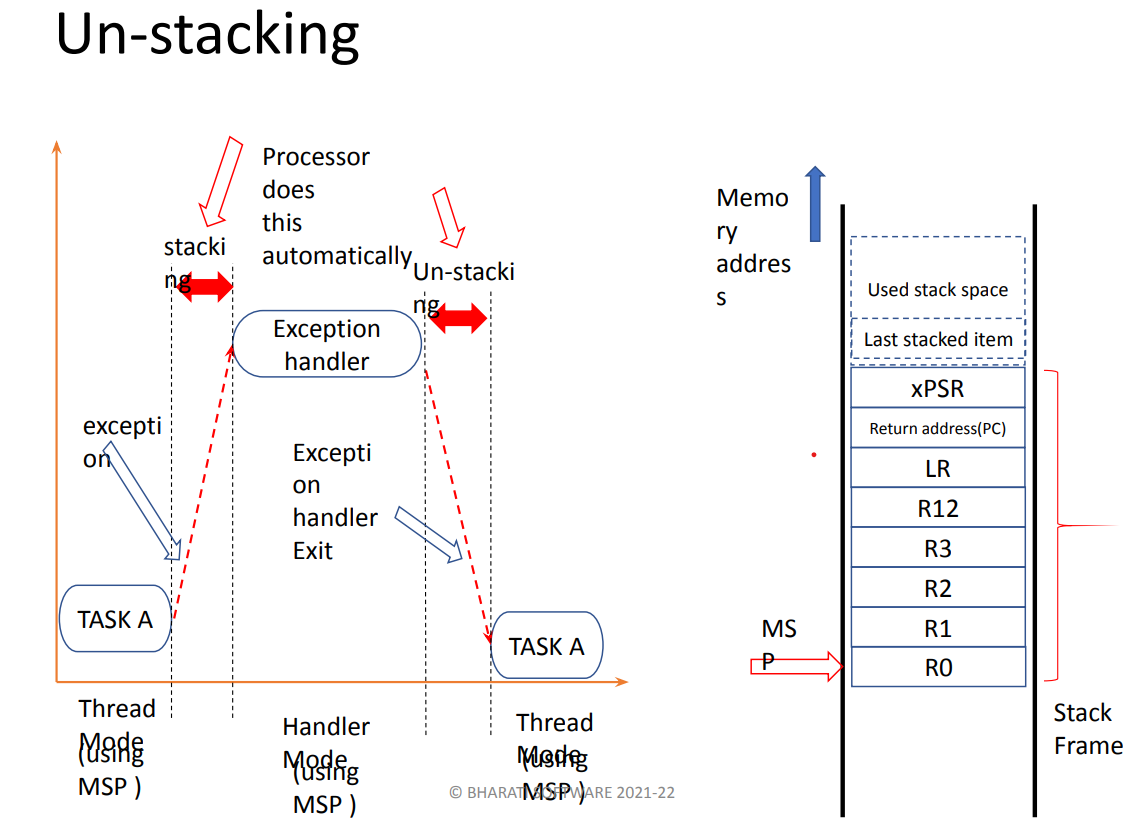 Un-stacking
Processor
does
this
automatically
stacki
ng
Un-stacki
ng
Exception
handler
excepti
on
Excepti
on
handler
Exit
TASK A
TASK A
Thread
Mode
(using
MSP )
Handler
Mode
(using
MSP )
Thread
Mode
(using
MSP )
Memo
ry
addres
s
Used stack space
Last stacked item
xPSR
Return address(PC)
LR
R12
R3
R2
R1
R0
MS
P
Stack
Frame
© BHARATI SOFTWARE 2021-22